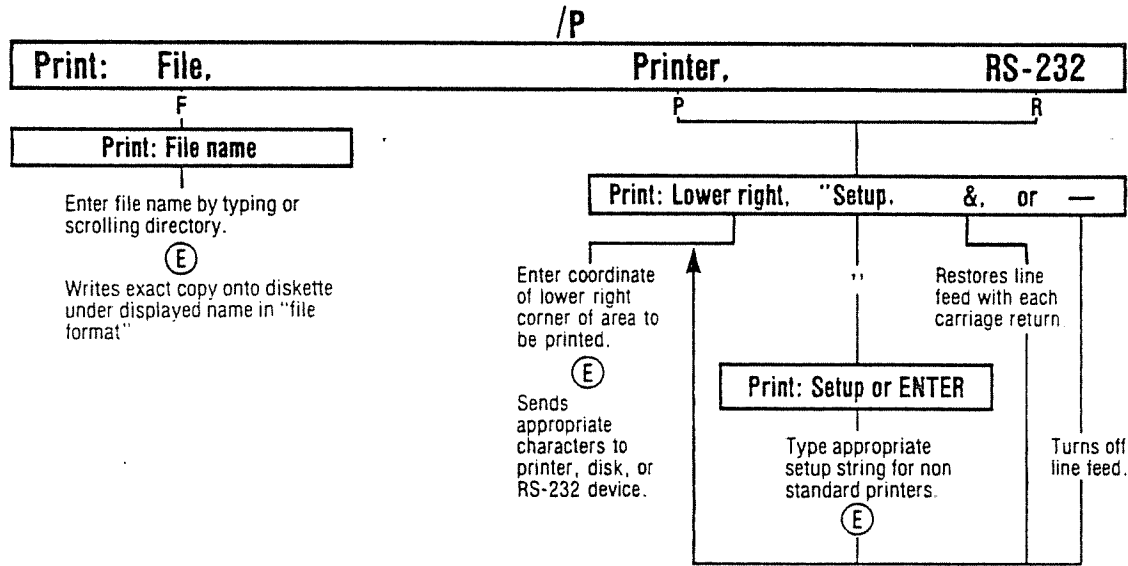 /P
Print: File, Printer, RS-232
F
P
R
Print: File name
Enter file name by typing or
scrolling directory.
E
Writes exact copy onto diskette
under displayed name in "file
format"
Print: Lower right, "Setup, &, or —
Enter coordinate
of lower right
corner of area to
be printed.
E
Sends
appropriate
characters to
printer, disk, or
RS-232 device.
"
Print: Setup or ENTER
Type appropriate
setup string for non
standard printers.
E
Restores line
feed with each
carriage return
Turns off
line feed.